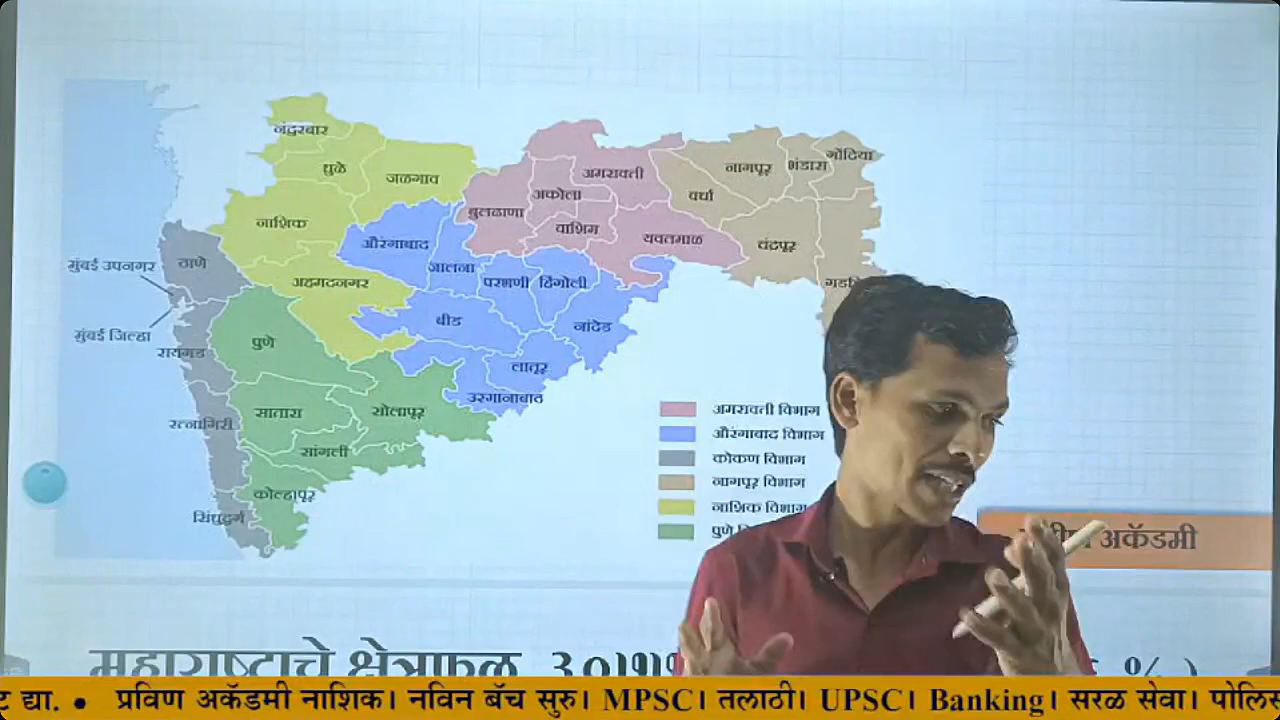 नंदुरबार
धुळे
जळगाव
नाशिक
अहमदनगर
औरंगाबाद
जालना
परभणी
हिंगोली
बीड
नांदेड
लातूर
उस्मानाबाद
बुलढाणा
अकोला
अमरावती
वाशिम
यवतमाळ
वर्धा
नागपूर
भंडारा
गोंदिया
चंद्रपूर
मुंबई उपनगर
ठाणे
मुंबई जिल्हा
रायगड
पुणे
रत्नागिरी
सातारा
सोलापूर
सांगली
कोल्हापूर
सिंधुदुर्ग
अमरावती विभाग
औरंगाबाद विभाग
कोकण विभाग
नागपूर विभाग
नाशिक विभाग
पुणे
अकॅडमी
महाराष्ट्राचे क्षेत्रफळ
%)
द्या. • प्रविण अकॅडमी नाशिक। नविन बॅच सुरु। MPSC। तलाठी। UPSC। Banking। सरळ सेवा। पोलिस